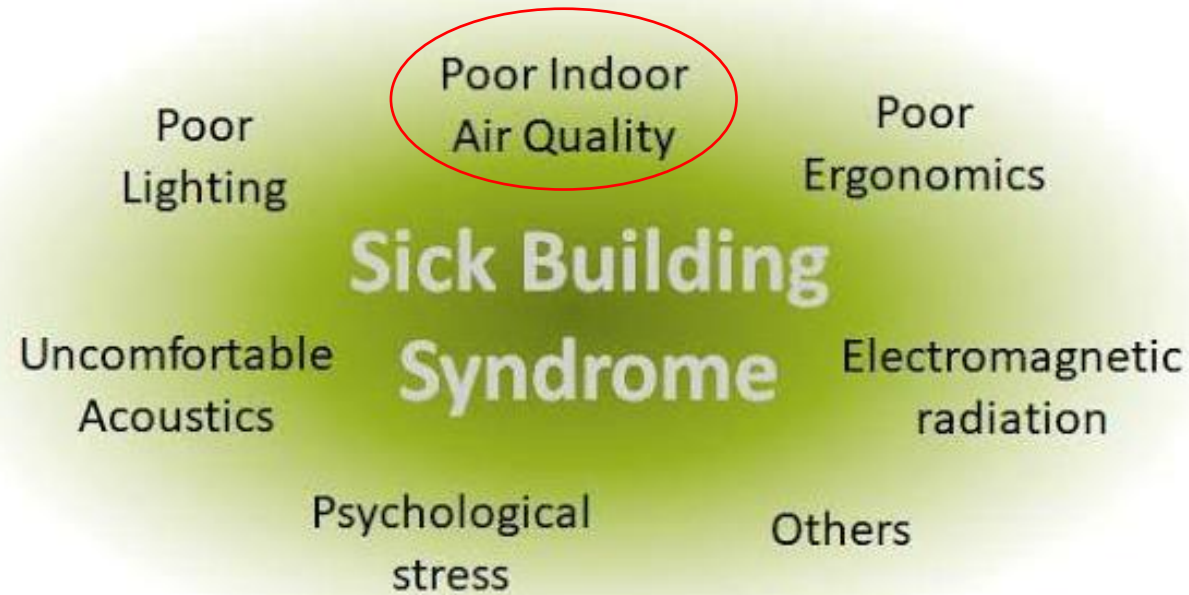 Poor Indoor
Air Quality
Poor
Lighting
Poor
Ergonomics
Sick Building
Syndrome
Uncomfortable
Acoustics
Electromagnetic
radiation
Psychological
stress
Others